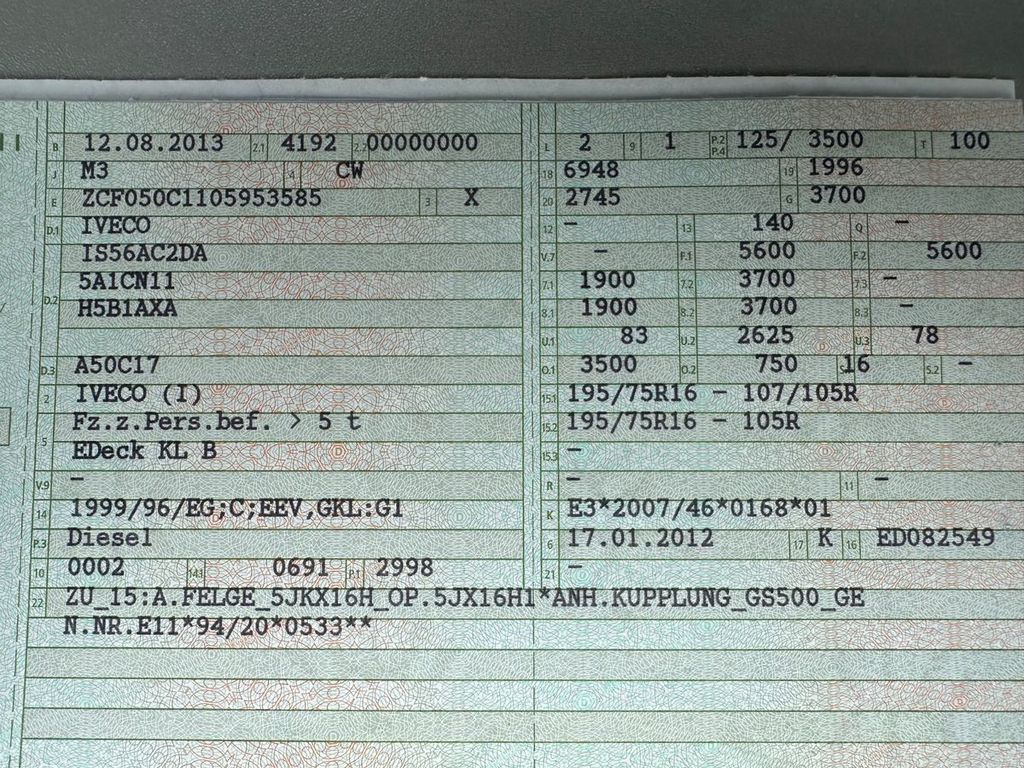 B 12.08.2013 2.1 4192 2.2 00000000 L 2 9 1 P.2 P.4 125/ 3500 T 100
J M3 4 CW 18 6948 19 1996
E ZCF050C1105953585 3 X 20 2745 G 3700
D.1 IVECO 12 - 13 140 Q -
D.2 IS56AC2DA V.7 - F.1 5600 F.2 5600
5A1CN11 7.1 1900 7.2 3700 7.3 -
H5B1AXA 8.1 1900 8.2 3700 8.3 -
U.1 83 U.2 2625 U.3 78
D.3 A50C17 O.1 3500 O.2 750 S.1 16 S.2 -
2 IVECO (I) 15.1 195/75R16 - 107/105R
5 Fz.z.Pers.bef. > 5 t 15.2 195/75R16 - 105R
EDeck KL B 15.3 -
V.9 - R - 11 -
14 1999/96/EG;C;EEV,GKL:G1 K E3*2007/46*0168*01
P.3 Diesel 6 17.01.2012 17 K 16 ED082549
10 0002 14.1 0691 P.1 2998 21 -
22 ZU_15:A.FELGE_5JKX16H_OP.5JX16H1*ANH.KUPPLUNG_GS500_GE
N.NR.E11*94/20*0533**